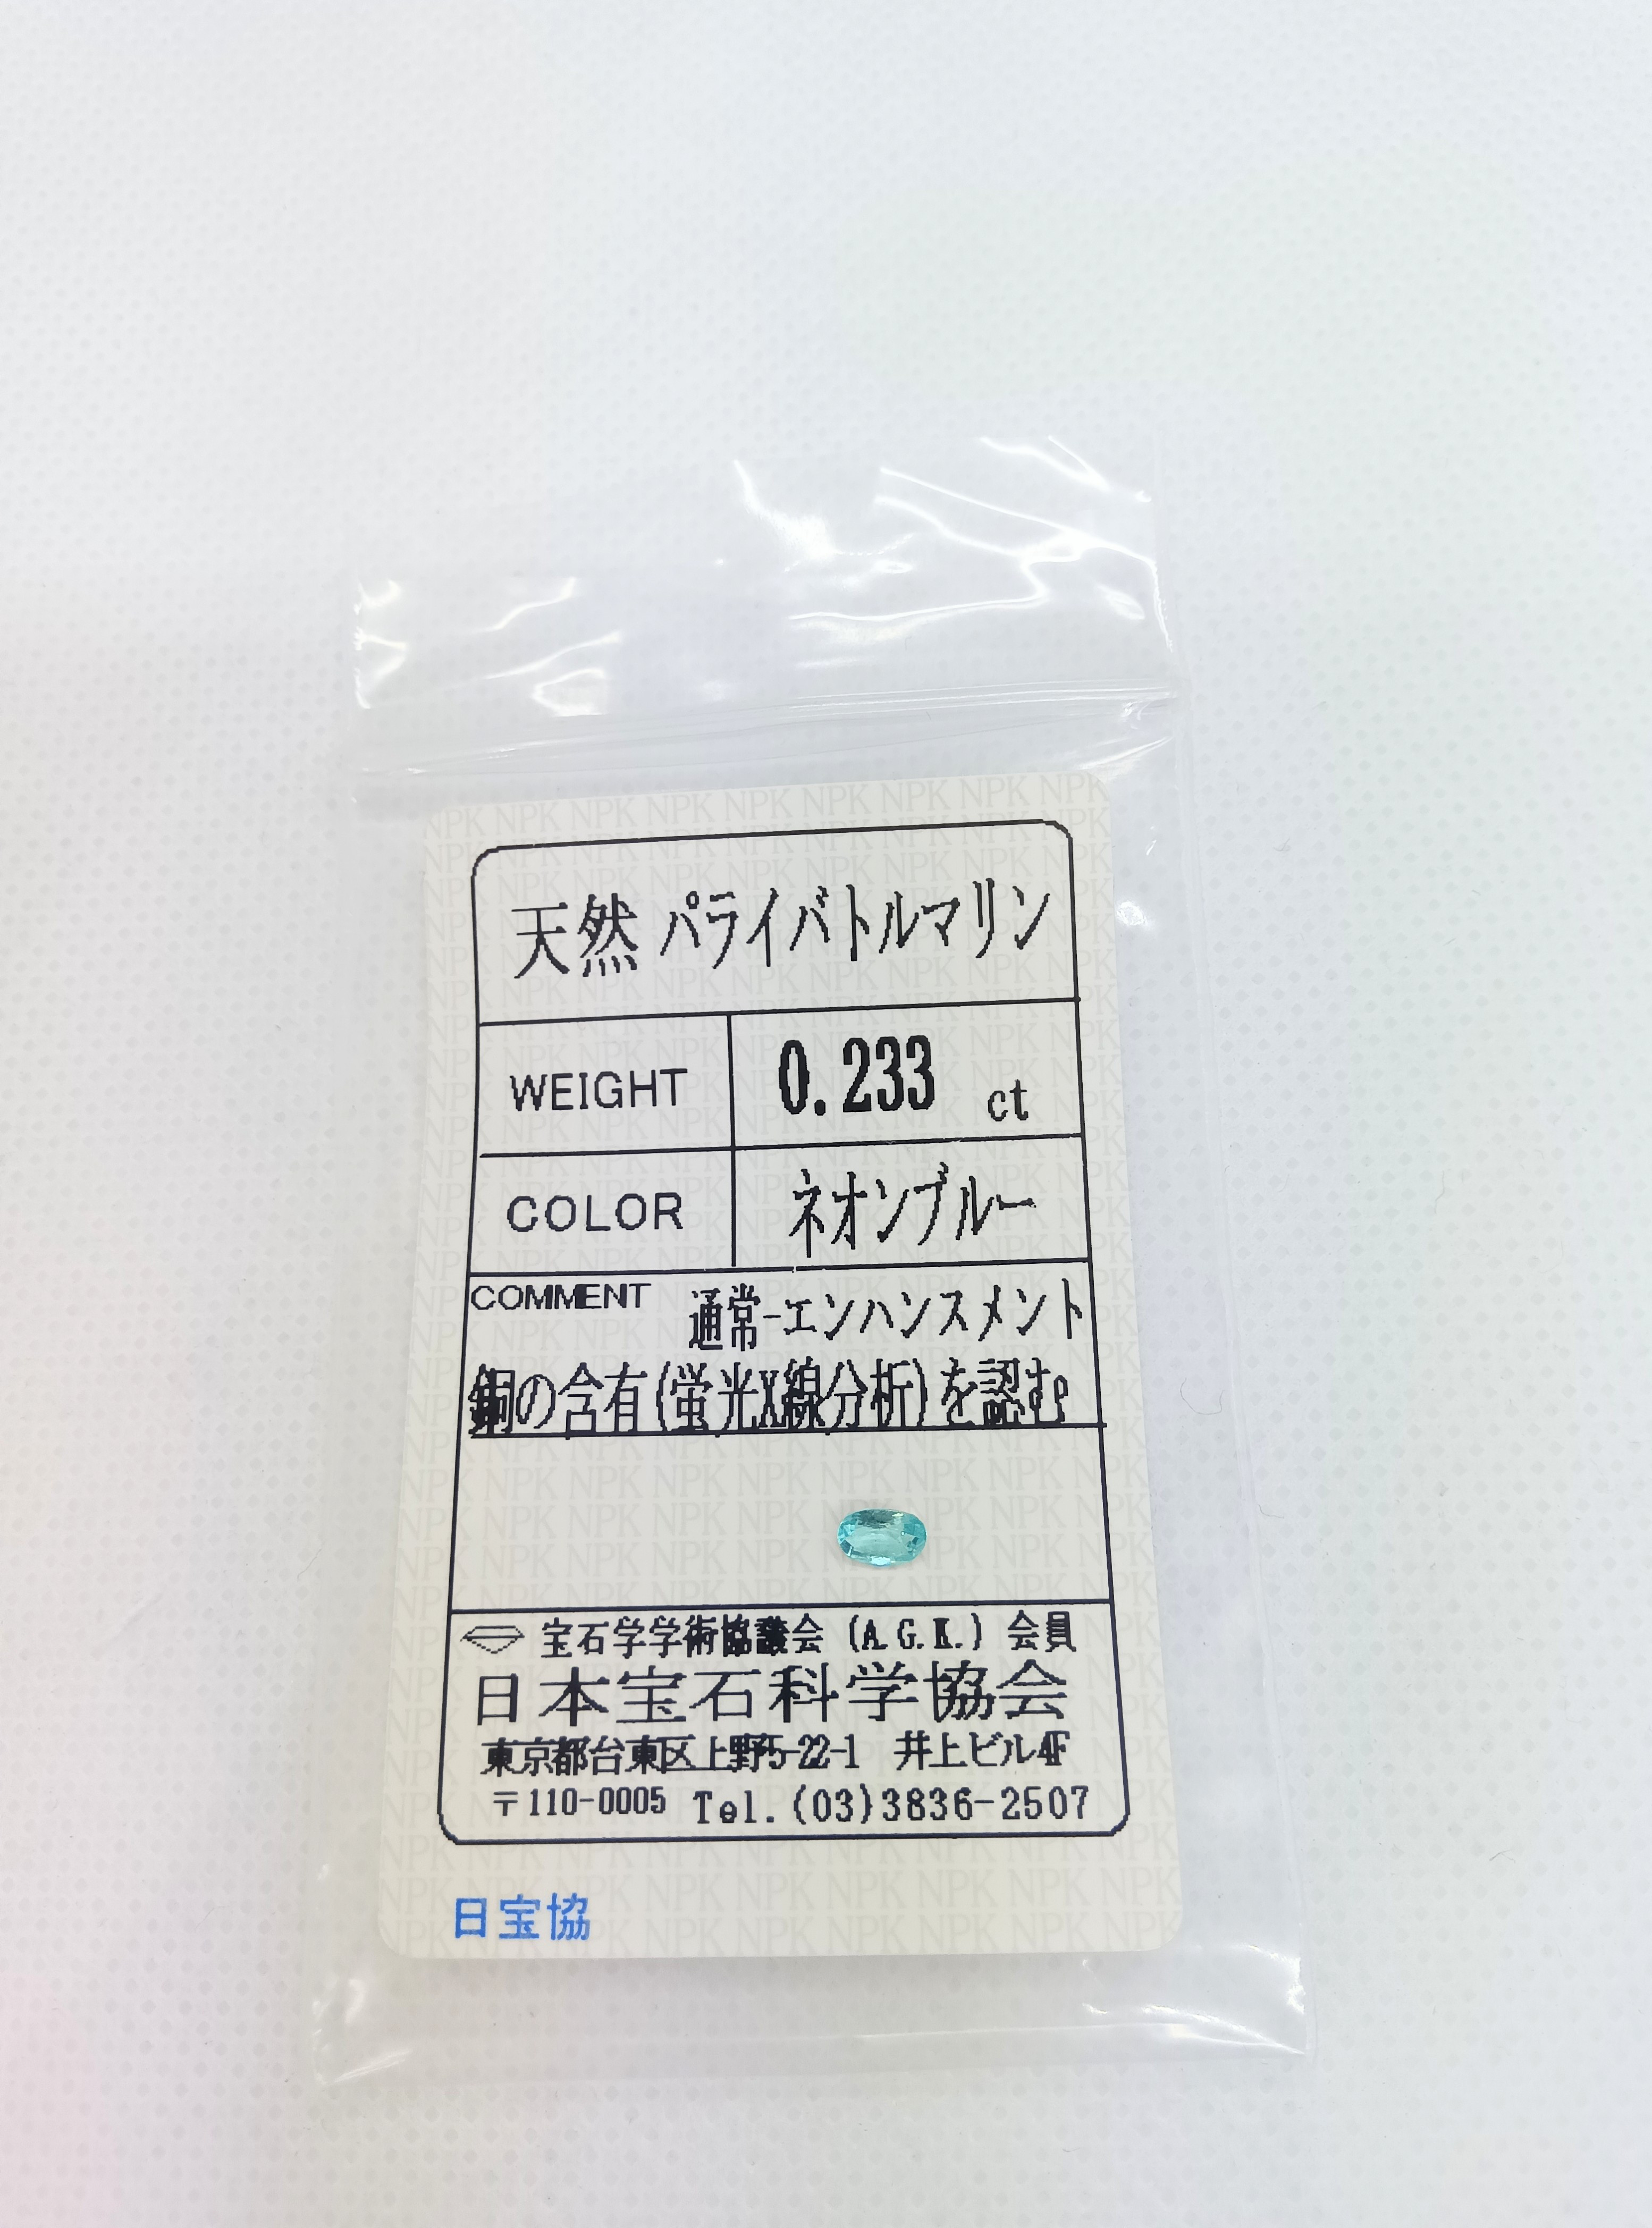 天然 パライバトルマリン
WEIGHT 0.233 ct
COLOR ネオンブルー
COMMENT 通常-エンハンスメント
銅の含有(蛍光X線分析)を認む
宝石学学術協議会 (A.G.K.) 会員
日本宝石科学協会
東京都台東区上野5-22-1 井上ビル4F
〒110-0005 Tel.(03)3836-2507
日宝協